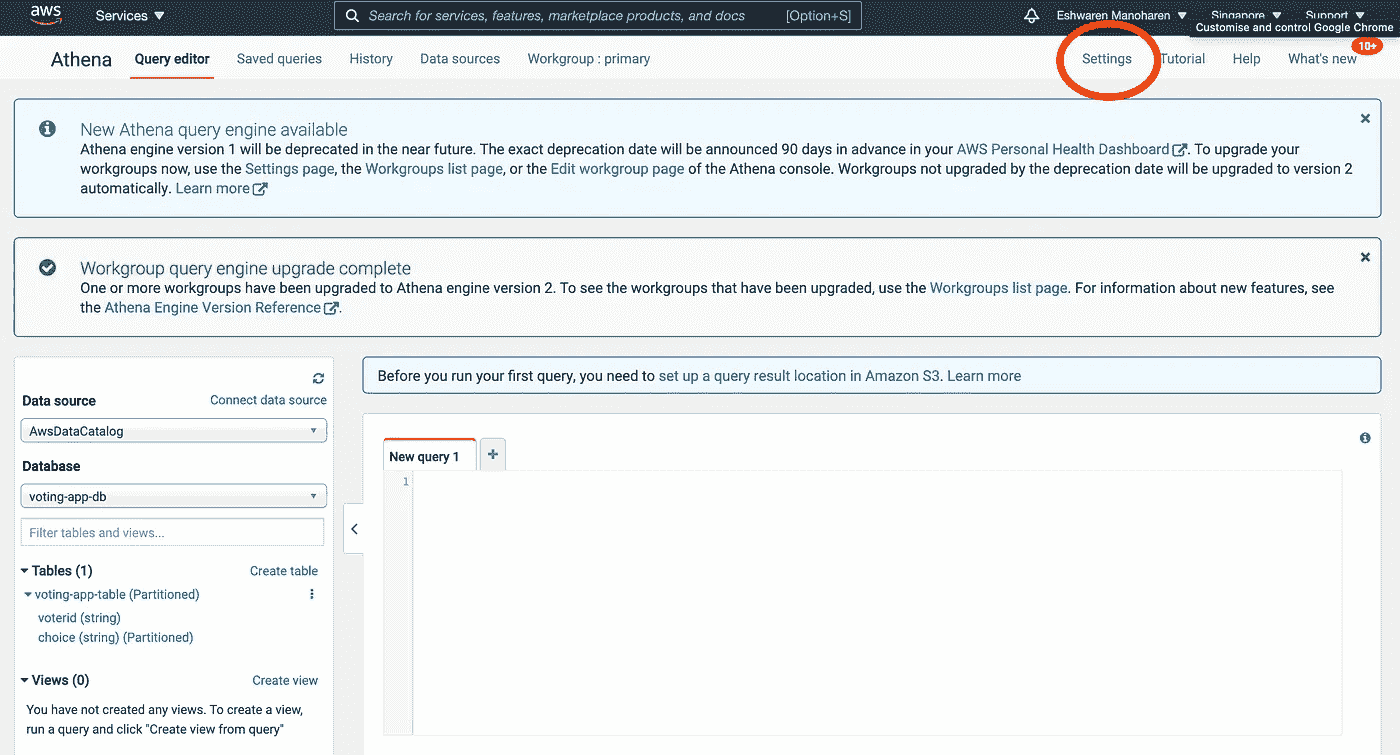 aws
Services
Search for services, features, marketplace products, and docs [Option+S]
Eshwaren Manoharen Singapore Support
Customise and control Google Chrome
Athena Query editor Saved queries History Data sources Workgroup : primary Settings Tutorial Help What's new 10+
New Athena query engine available
Athena engine version 1 will be deprecated in the near future. The exact deprecation date will be announced 90 days in advance in your AWS Personal Health Dashboard. To upgrade your
workgroups now, use the Settings page, the Workgroups list page, or the Edit workgroup page of the Athena console. Workgroups not upgraded by the deprecation date will be upgraded to version 2
automatically. Learn more
Workgroup query engine upgrade complete
One or more workgroups have been upgraded to Athena engine version 2. To see the workgroups that have been upgraded, use the Workgroups list page. For information about new features, see
the Athena Engine Version Reference.
Data source Connect data source
AwsDataCatalog
Database
voting-app-db
Filter tables and views...
Tables (1) Create table
voting-app-table (Partitioned)
voterid (string)
choice (string) (Partitioned)
Views (0) Create view
You have not created any views. To create a view,
run a query and click "Create view from query"
Before you run your first query, you need to set up a query result location in Amazon S3. Learn more
New query 1
1